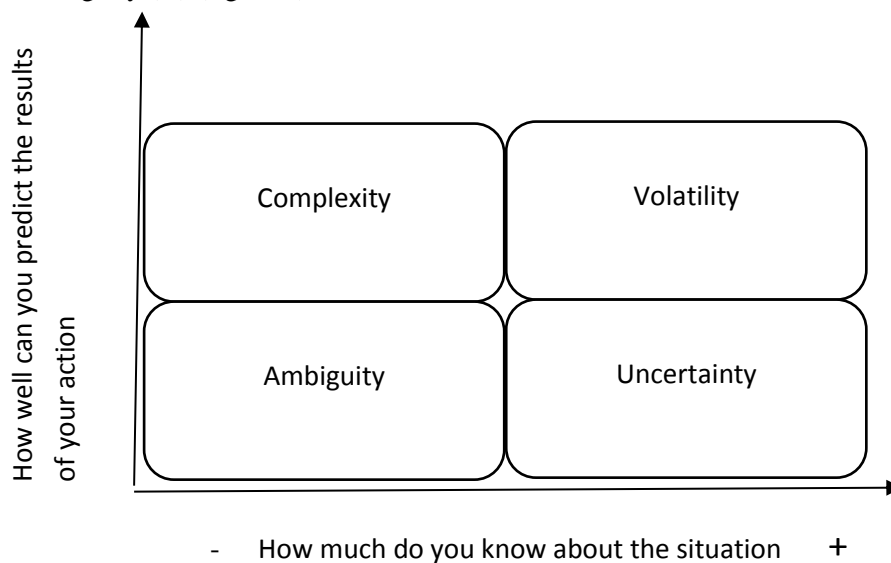 How well can you predict the results
of your action
Complexity
Volatility
Ambiguity
Uncertainty
- How much do you know about the situation +